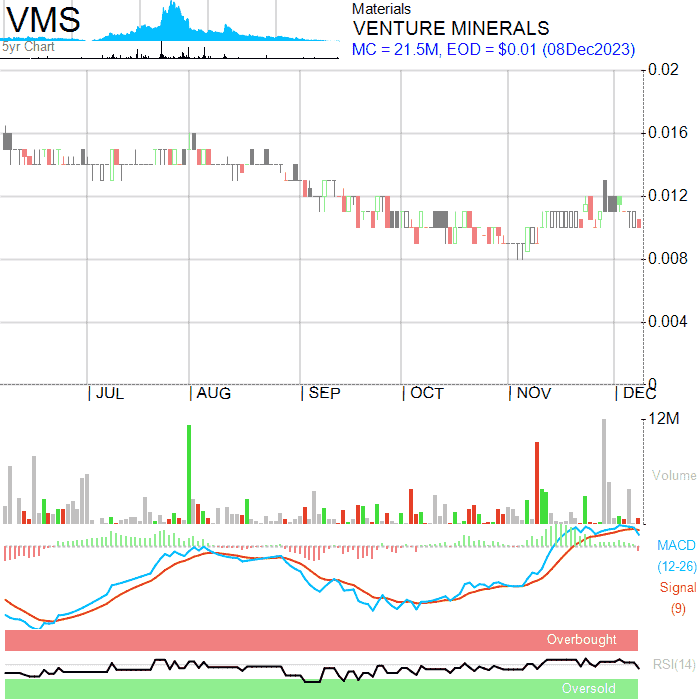 VMS
5yr Chart
Materials
VENTURE MINERALS
MC = 21.5M, EOD = $0.01 (08Dec2023)
0.02
0.016
0.012
0.008
0.004
0
JUL AUG SEP OCT NOV DEC
12M
Volume
MACD
(12-26)
Signal
(9)
Overbought
RSI(14)
Oversold